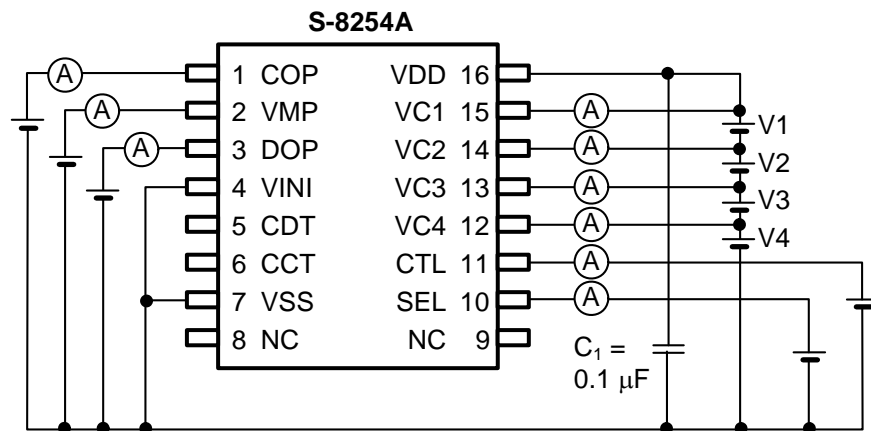 S-8254A
A 1 COP VDD 16
A 2 VMP VC1 15 A V1
A 3 DOP VC2 14 A V2
4 VINI VC3 13 A V3
5 CDT VC4 12 A V4
6 CCT CTL 11 A
7 VSS SEL 10 A
8 NC NC 9
C₁ =
0.1 μF